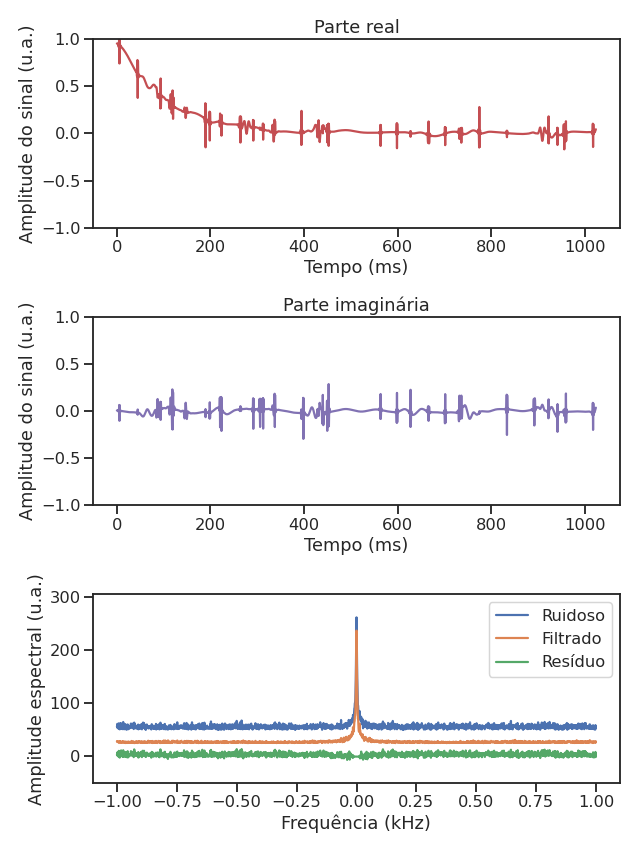 Parte real
Amplitude do sinal (u.a.)
1.0
0.5
0.0
−0.5
−1.0
0 200 400 600 800 1000
Tempo (ms)
Parte imaginária
Amplitude do sinal (u.a.)
1.0
0.5
0.0
−0.5
−1.0
0 200 400 600 800 1000
Tempo (ms)
Amplitude espectral (u.a.)
300
200
100
0
Ruidoso
Filtrado
Resíduo
−1.00 −0.75 −0.50 −0.25 0.00 0.25 0.50 0.75 1.00
Frequência (kHz)